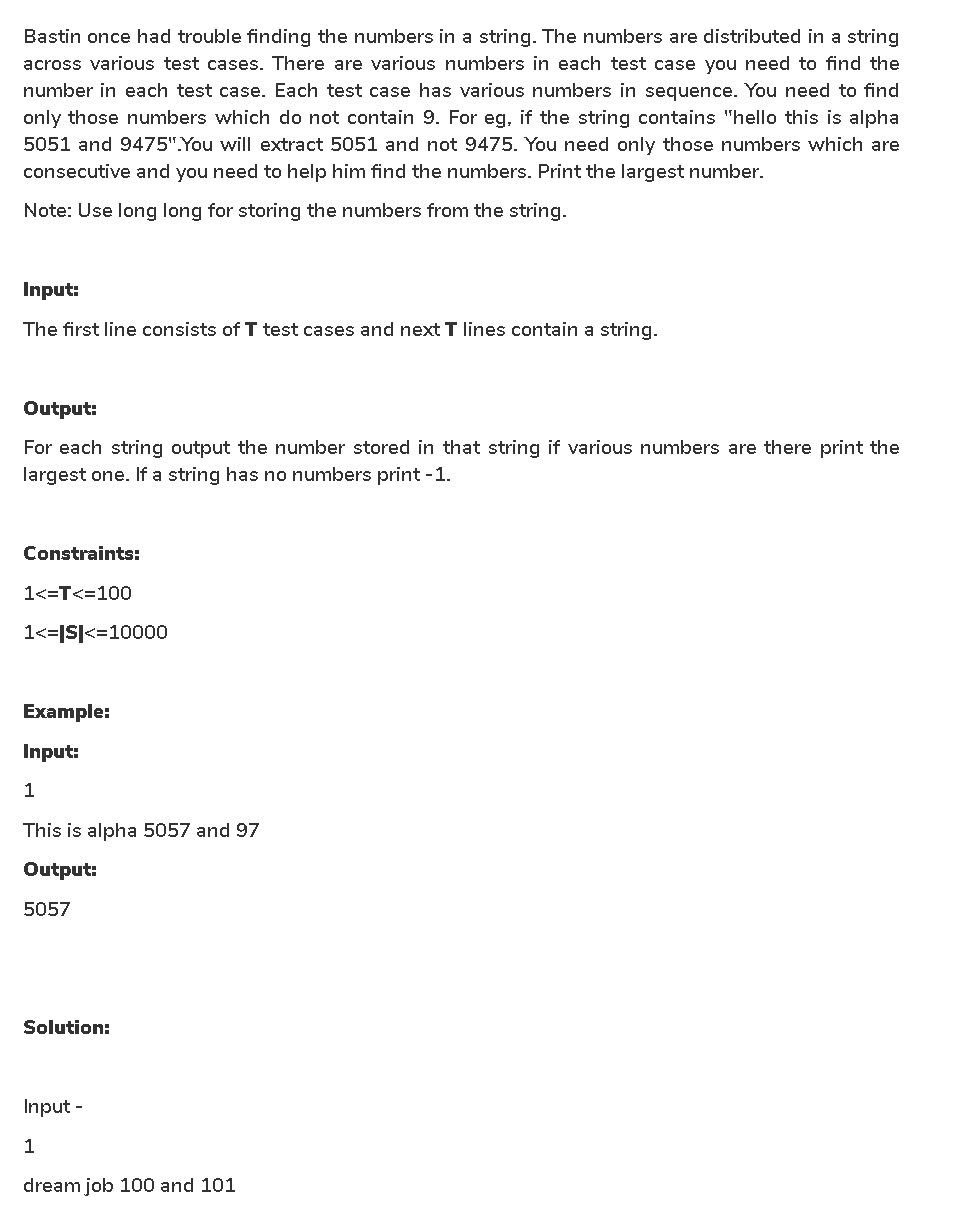 Bastin once had trouble finding the numbers in a string. The numbers are distributed in a string
across various test cases. There are various numbers in each test case you need to find the
number in each test case. Each test case has various numbers in sequence. You need to find
only those numbers which do not contain 9. For eg, if the string contains "hello this is alpha
5051 and 9475".You will extract 5051 and not 9475. You need only those numbers which are
consecutive and you need to help him find the numbers. Print the largest number.
Note: Use long long for storing the numbers from the string.
Input:
The first line consists of T test cases and next T lines contain a string.
Output:
For each string output the number stored in that string if various numbers are there print the
largest one. If a string has no numbers print -1.
Constraints:
1<=T<=100
1<=|S|<=10000
Example:
Input:
1
This is alpha 5057 and 97
Output:
5057
Solution:
Input -
1
dream job 100 and 101